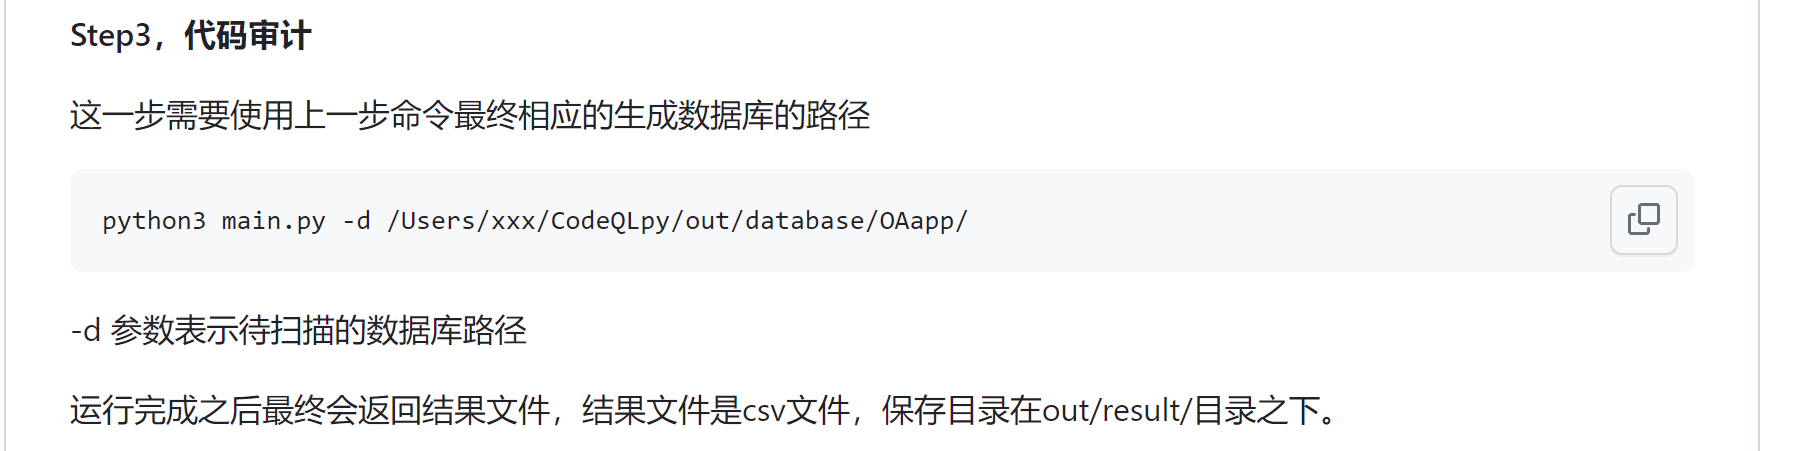 Step3，代码审计
这一步需要使用上一步命令最终相应的生成数据库的路径
python3 main.py -d /Users/xxx/CodeQLpy/out/database/OAapp/
-d 参数表示待扫描的数据库路径
运行完成之后最终会返回结果文件，结果文件是csv文件，保存目录在out/result/目录之下。